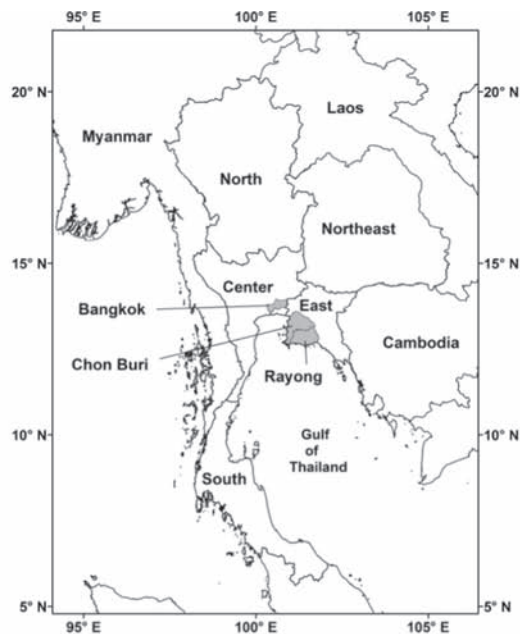 95° E 100° E 105° E
20° N 20° N
Laos
Myanmar
North
Northeast
15° N 15° N
Center
East
Bangkok
Cambodia
Chon Buri
Rayong
10° N 10° N
Gulf
of
Thailand
South
5° N 5° N
95° E 100° E 105° E